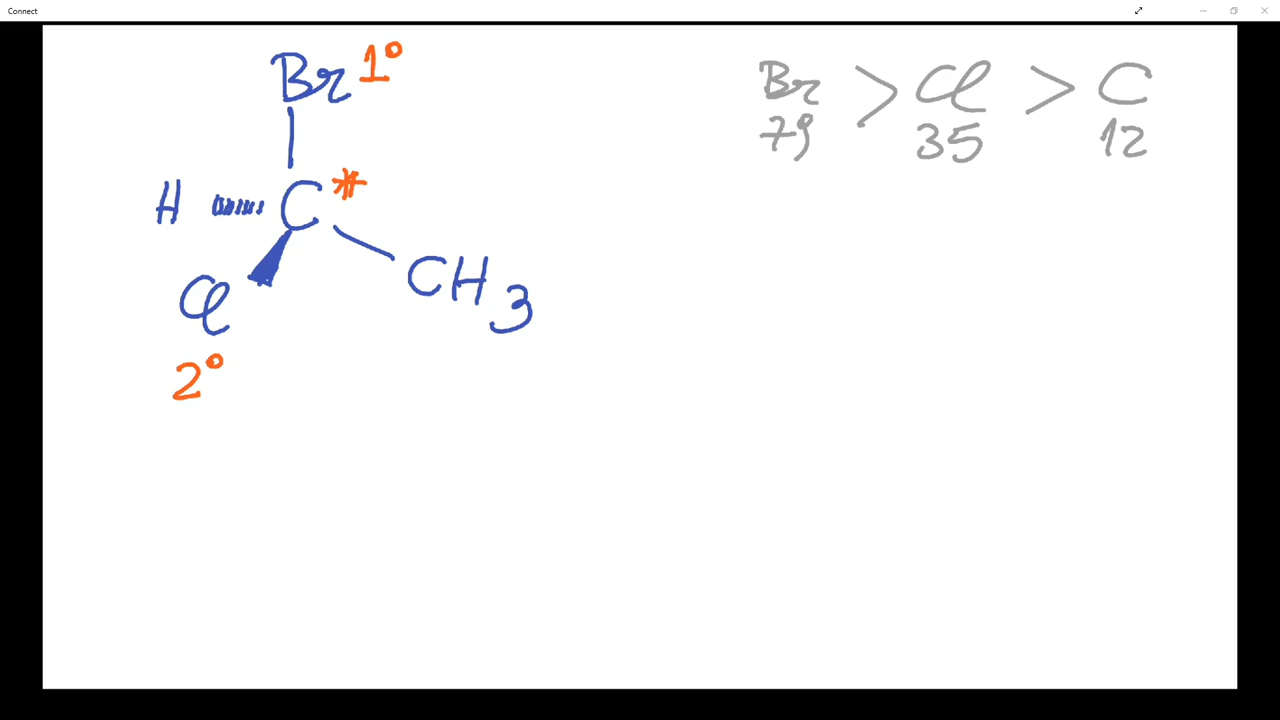 Connect
Br 1°
H C *
CH3
Cl
2°
Br > Cl > C
79 35 12